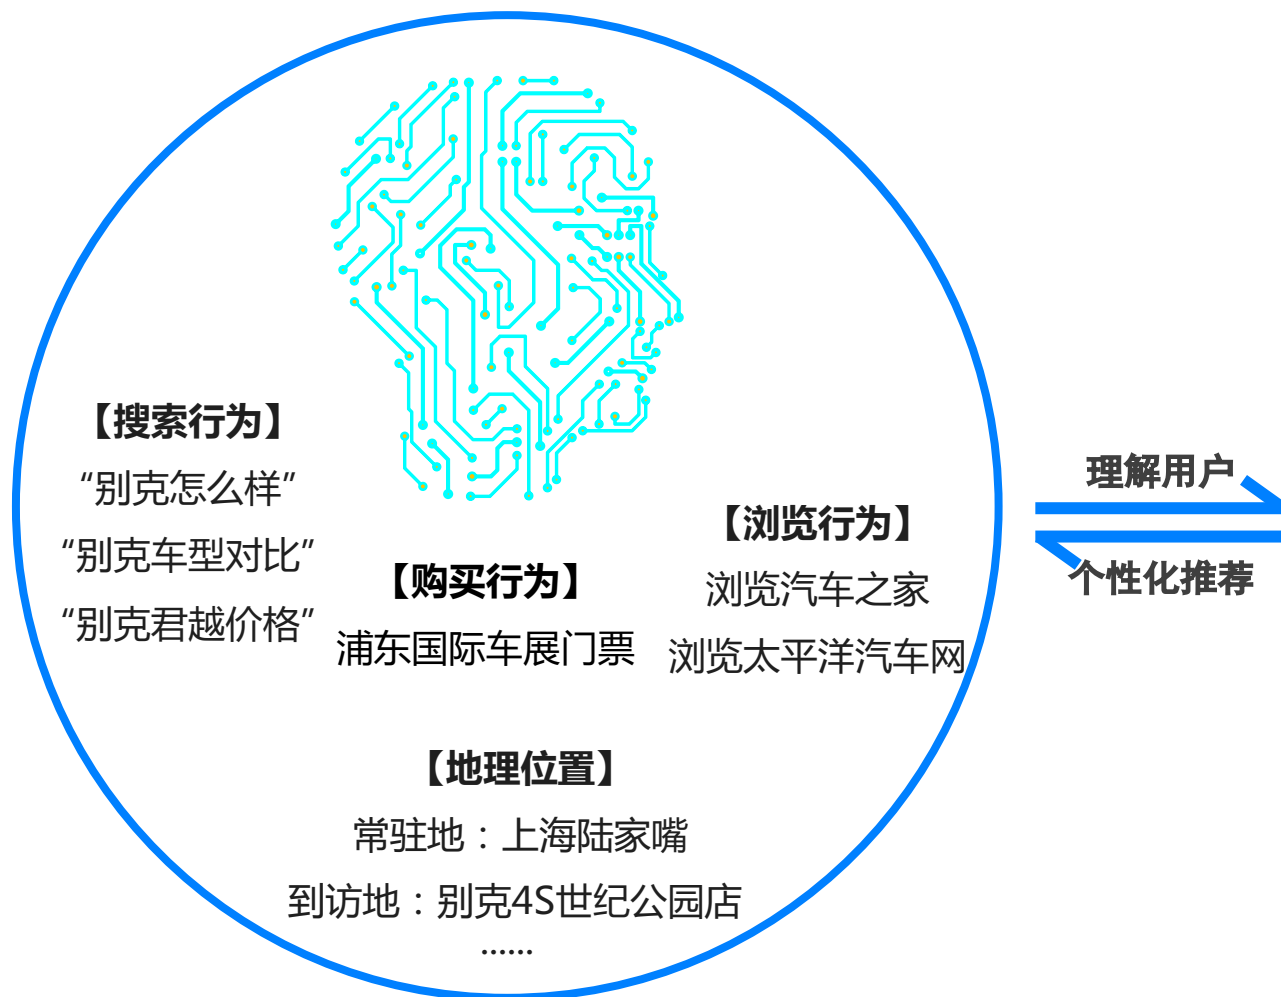 【搜索行为】
“别克怎么样”
“别克车型对比”
“别克君越价格”
【购买行为】
浦东国际车展门票
【浏览行为】
浏览汽车之家
浏览太平洋汽车网
【地理位置】
常驻地：上海陆家嘴
到访地：别克4S世纪公园店
......
理解用户
个性化推荐